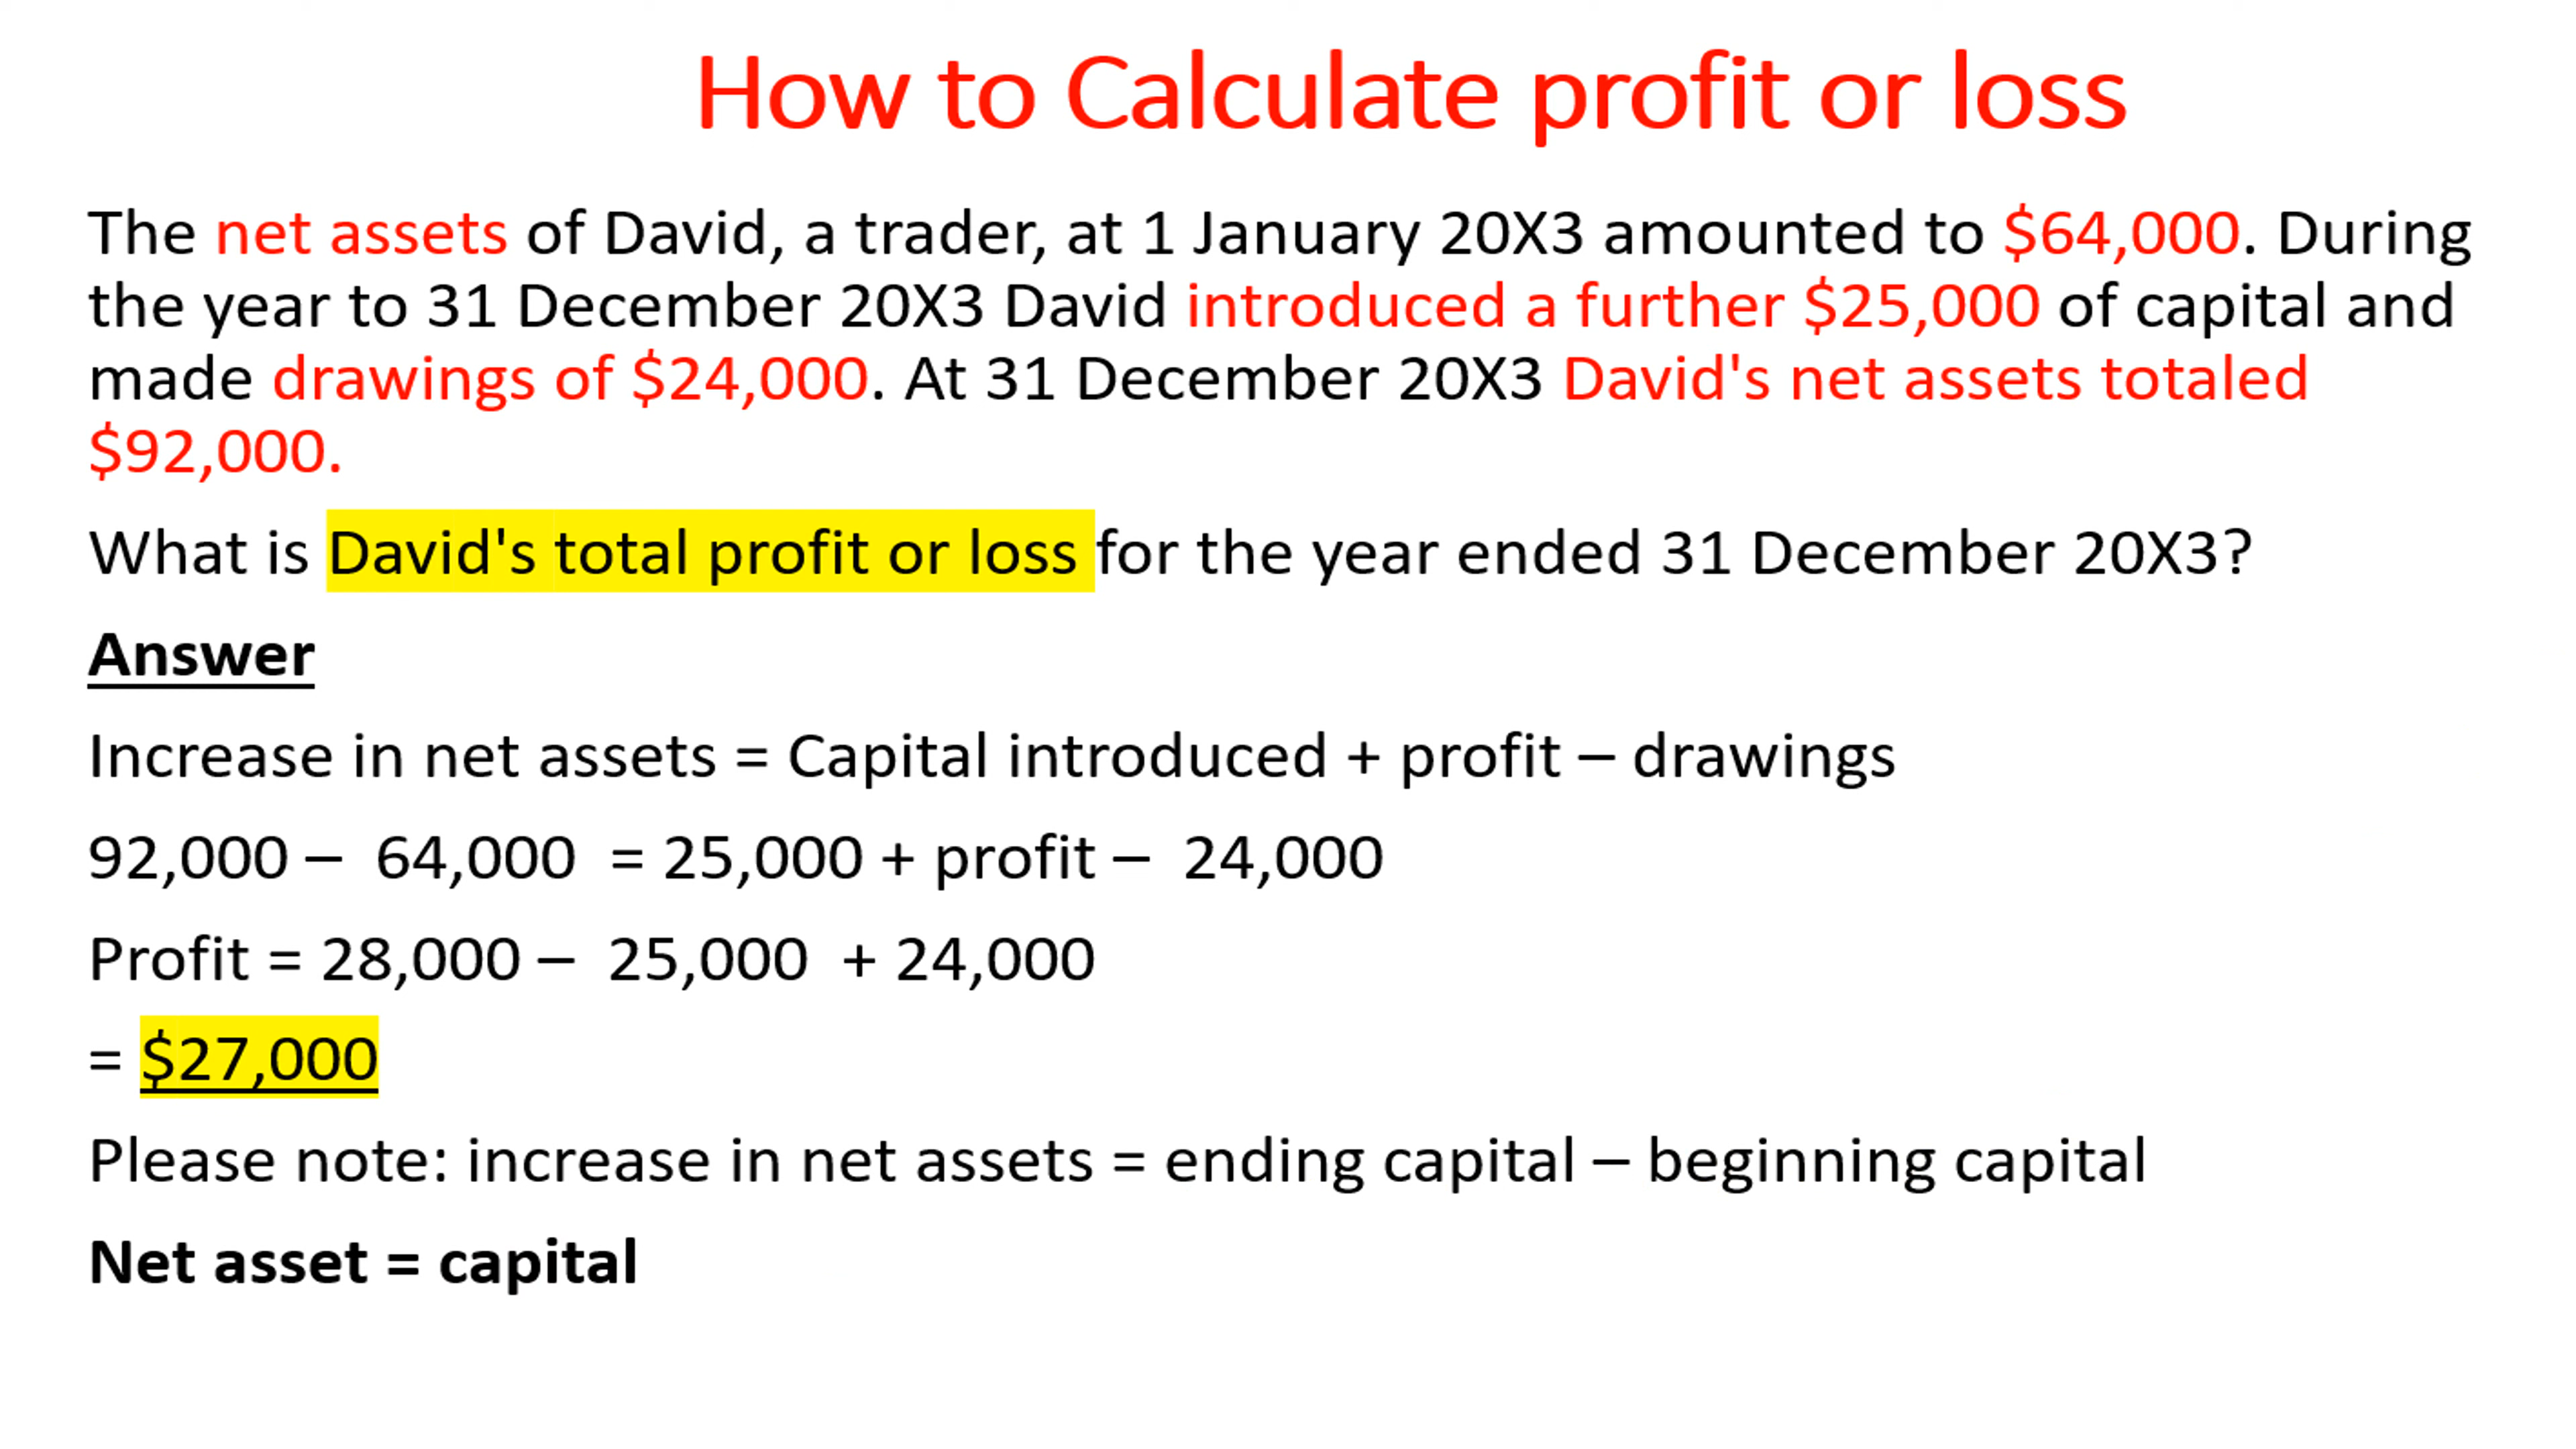 How to Calculate profit or loss
The net assets of David, a trader, at 1 January 20X3 amounted to $64,000. During
the year to 31 December 20X3 David introduced a further $25,000 of capital and
made drawings of $24,000. At 31 December 20X3 David's net assets totaled
$92,000.
What is David's total profit or loss for the year ended 31 December 20X3?
Answer
Increase in net assets = Capital introduced + profit – drawings
92,000 – 64,000 = 25,000 + profit – 24,000
Profit = 28,000 – 25,000 + 24,000
= $27,000
Please note: increase in net assets = ending capital – beginning capital
Net asset = capital